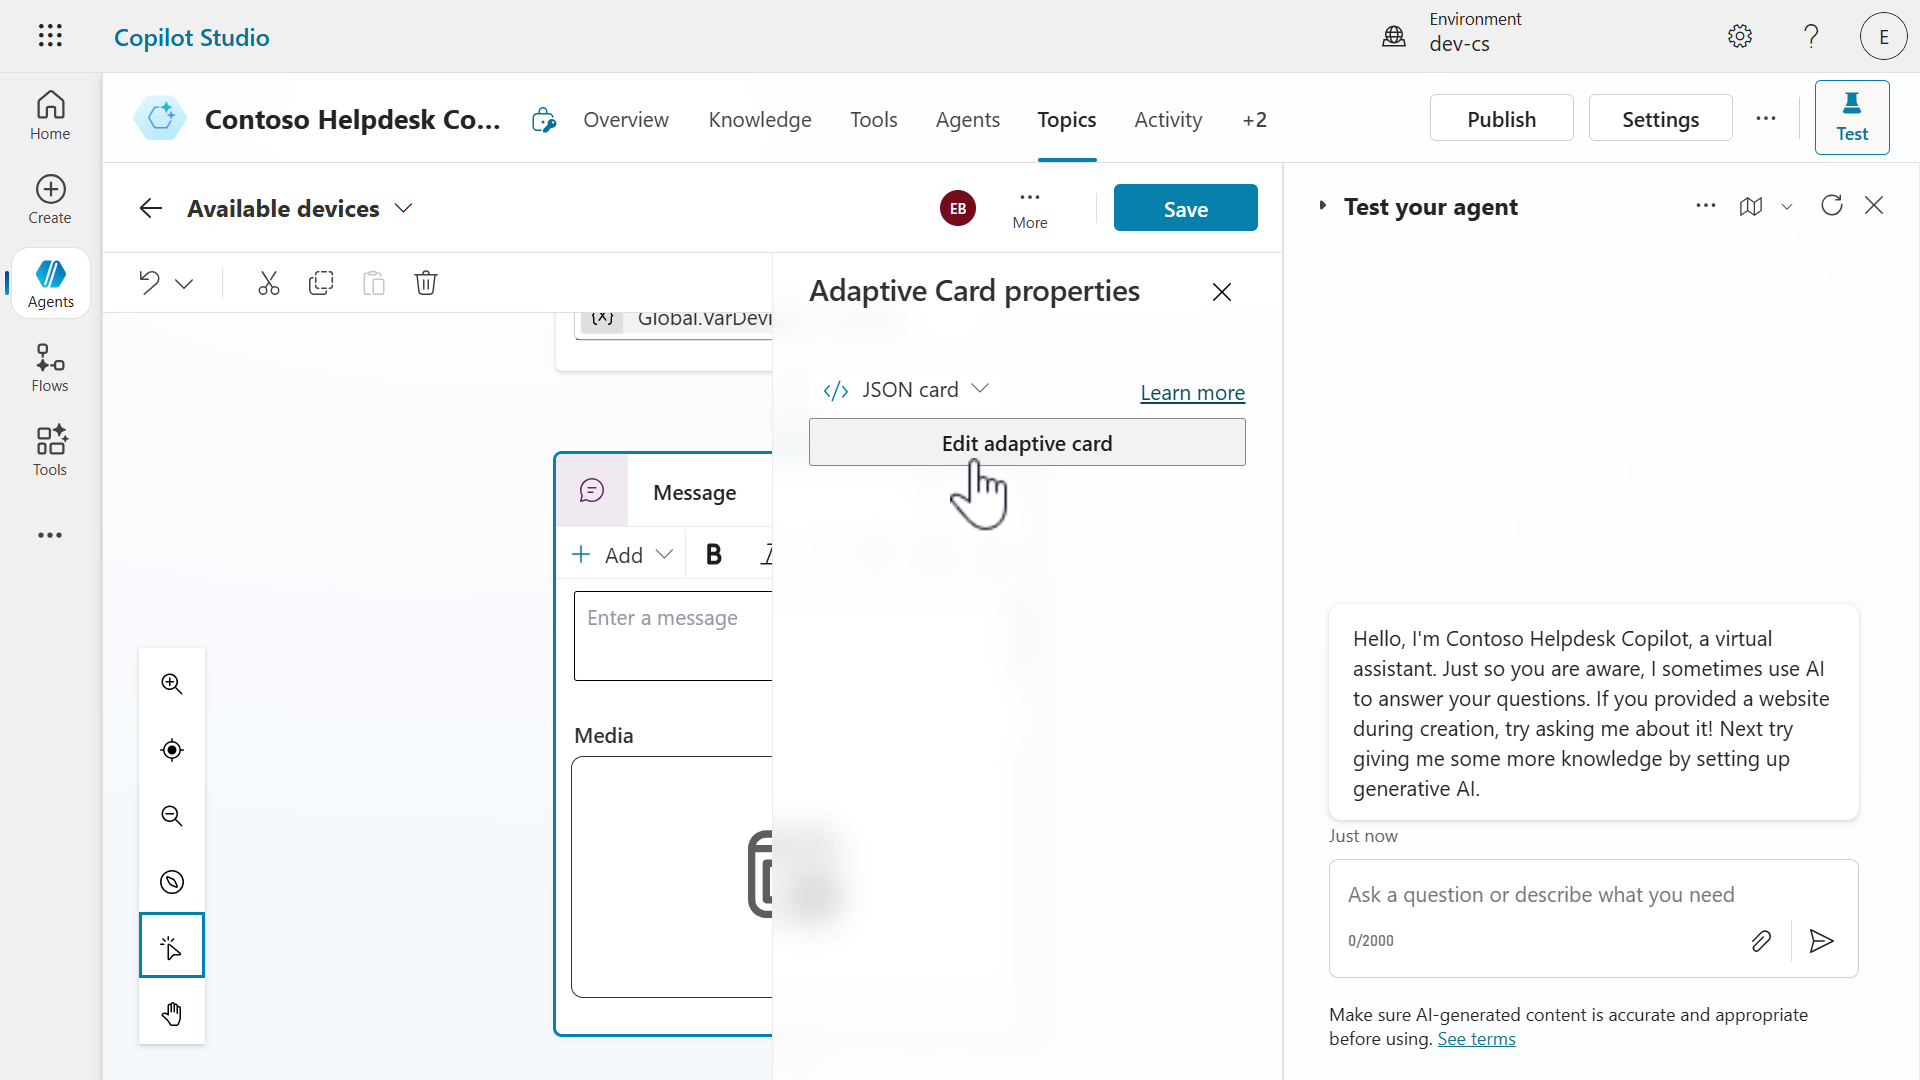 Copilot Studio
Environment
dev-cs
E
Home
Create
Agents
Flows
Tools
Contoso Helpdesk Co...
Overview
Knowledge
Tools
Agents
Topics
Activity
+2
Publish
Settings
Test
Available devices
EB
More
Save
{x} Global.VarDevi
Message
Add
B
Enter a message
Media
Adaptive Card properties
</> JSON card
Learn more
Edit adaptive card
Test your agent
Hello, I'm Contoso Helpdesk Copilot, a virtual
assistant. Just so you are aware, I sometimes use AI
to answer your questions. If you provided a website
during creation, try asking me about it! Next try
giving me some more knowledge by setting up
generative AI.
Just now
Ask a question or describe what you need
0/2000
Make sure AI-generated content is accurate and appropriate
before using. See terms